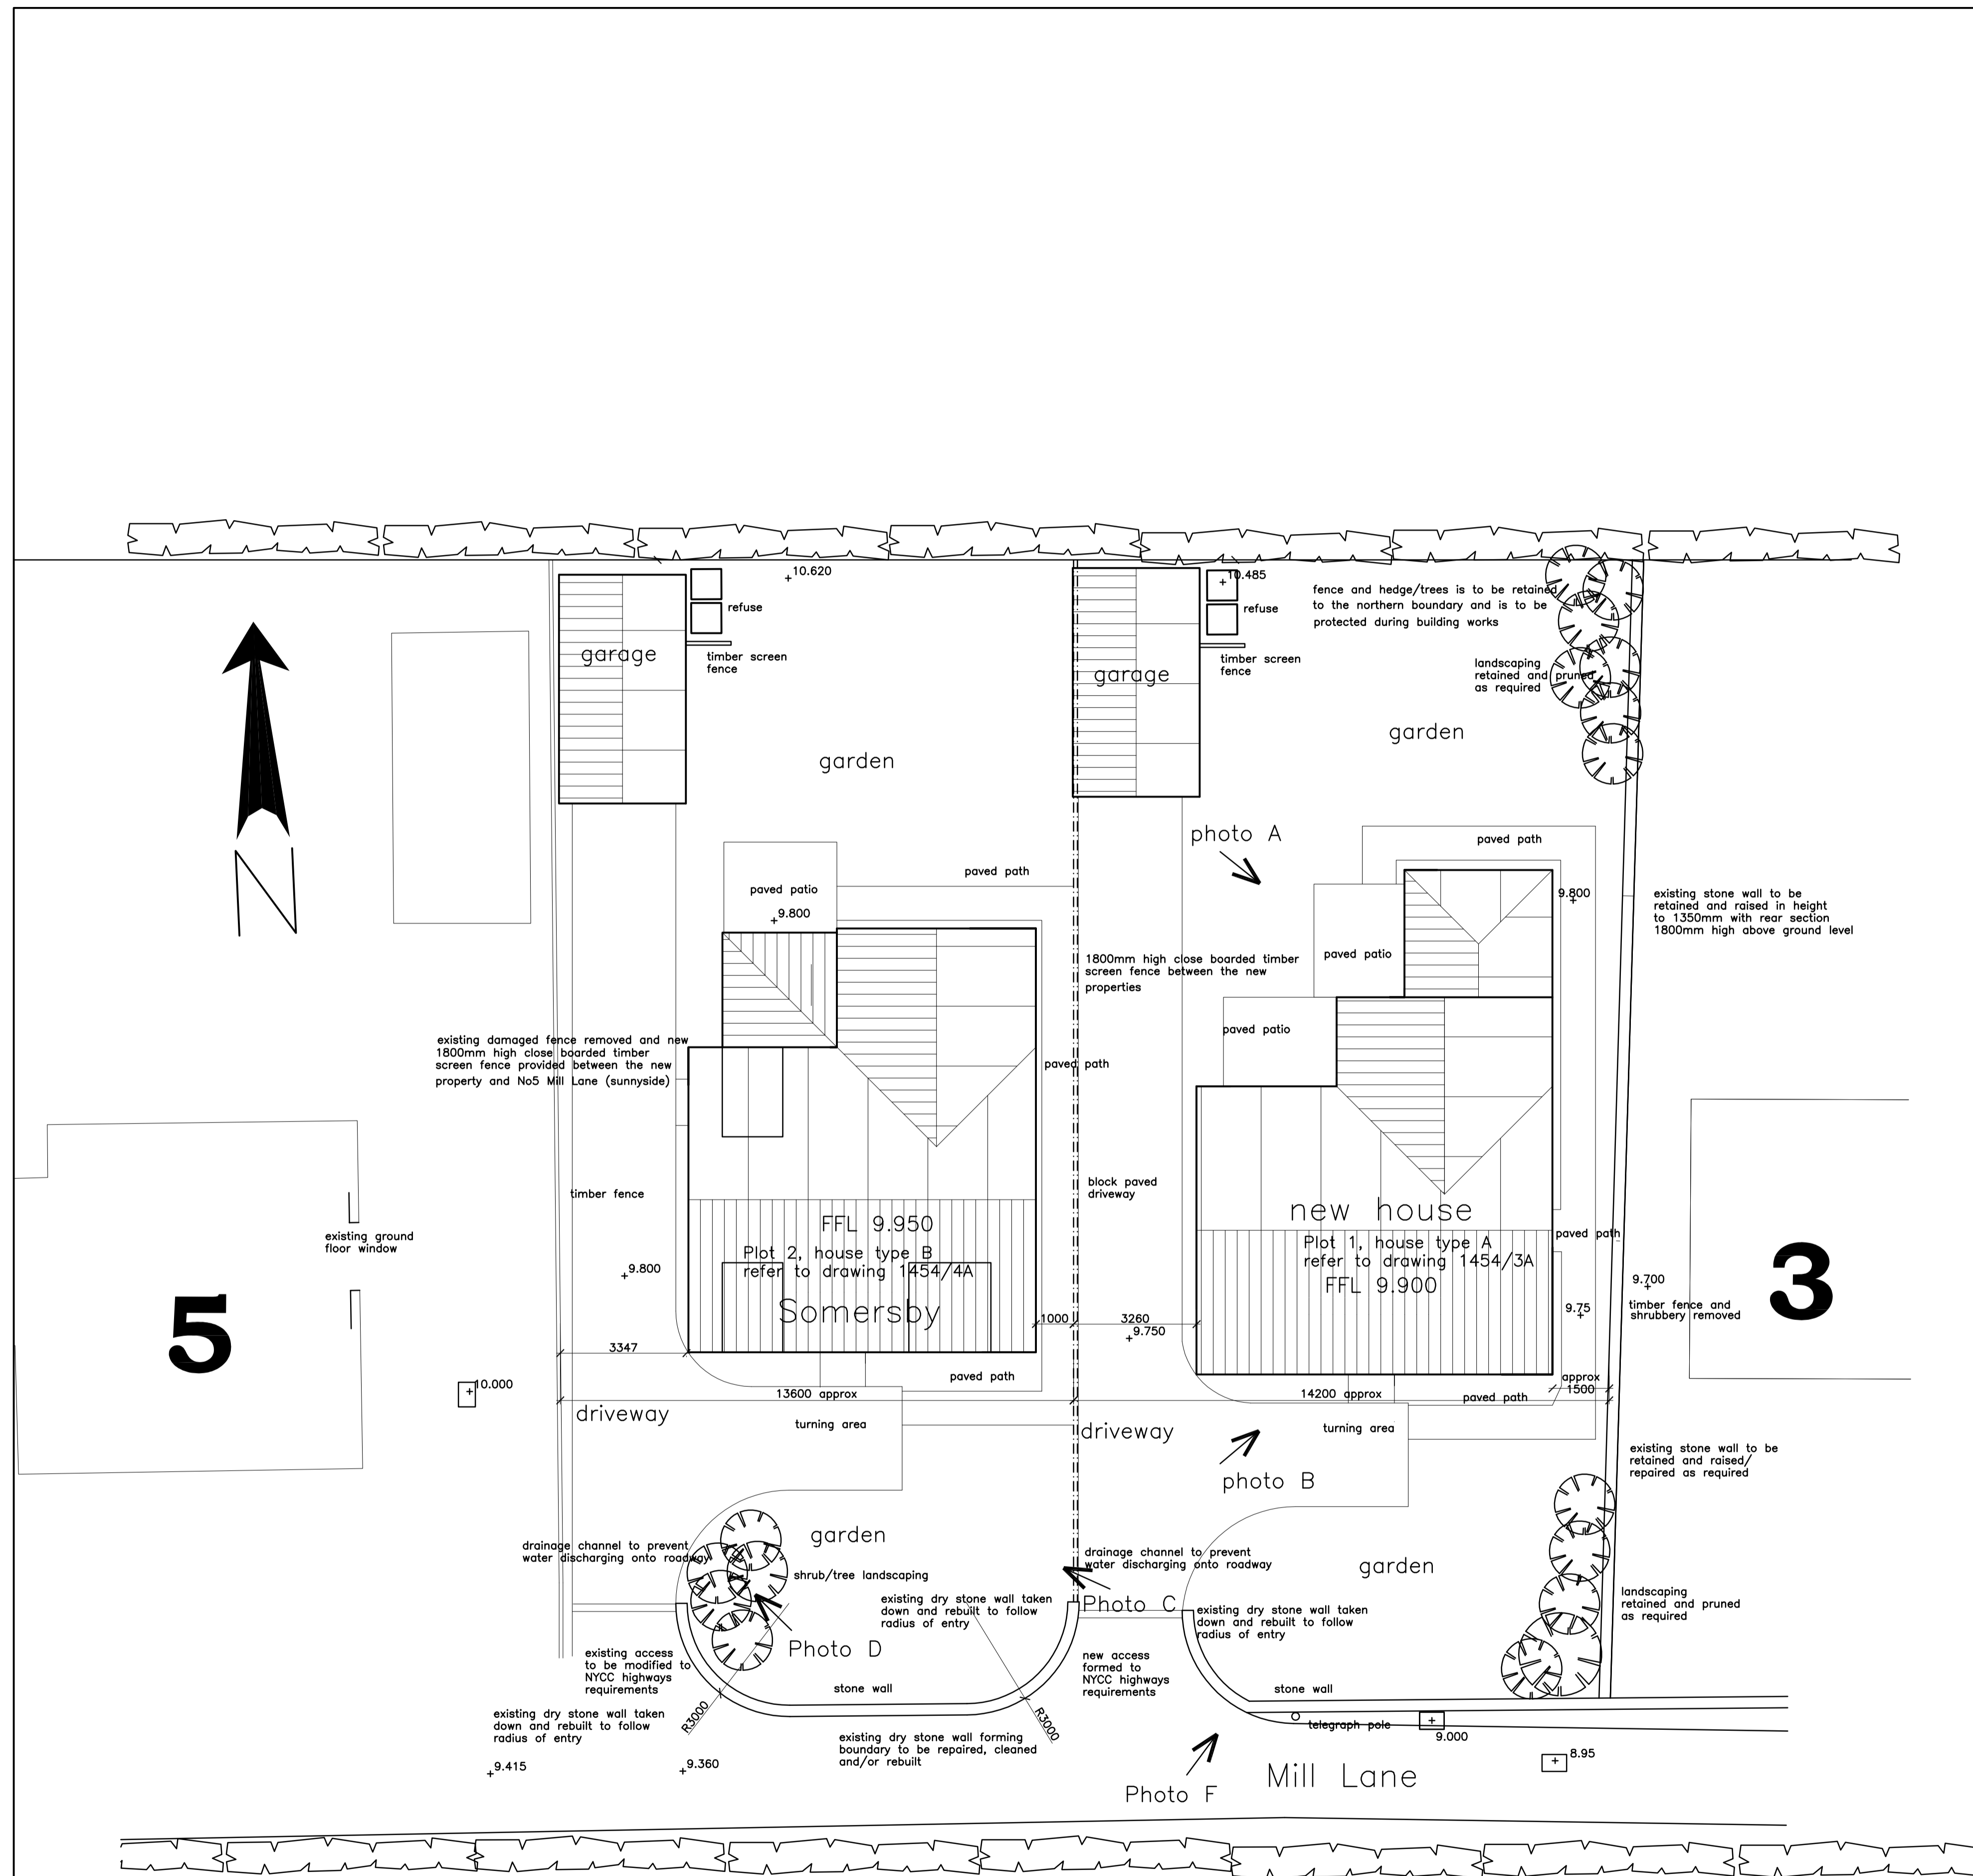 10.620
10.485
refuse
refuse
fence and hedge/trees is to be retained
to the northern boundary and is to be
protected during building works
garage
timber screen
fence
garage
timber screen
fence
landscaping
retained and pruned
as required
garden
garden
N
photo A
paved path
paved path
paved patio
9.800
9.800
existing stone wall to be
retained and raised in height
to 1350mm with rear section
1800mm high above ground level
1800mm high close boarded timber
screen fence between the new
properties
paved patio
paved patio
existing damaged fence removed and new
1800mm high close boarded timber
screen fence provided between the new
property and No5 Mill Lane (sunnyside)
paved path
timber fence
block paved
driveway
existing ground
floor window
FFL 9.950
Plot 2, house type B
refer to drawing 1454/4A
Somersby
new house
Plot 1, house type A
refer to drawing 1454/3A
FFL 9.900
paved path
9.800
9.700
9.75
timber fence and
shrubbery removed
5
3
1000
3260
9.750
3347
10.000
paved path
13600 approx
14200 approx
approx
1500
paved path
driveway
turning area
driveway
turning area
existing stone wall to be
retained and raised/
repaired as required
photo B
garden
drainage channel to prevent
water discharging onto roadway
shrub/tree landscaping
drainage channel to prevent
water discharging onto roadway
garden
existing dry stone wall taken
down and rebuilt to follow
radius of entry
Photo C
existing dry stone wall taken
down and rebuilt to follow
radius of entry
landscaping
retained and pruned
as required
Photo D
existing access
to be modified to
NYCC highways
requirements
new access
formed to
NYCC highways
requirements
stone wall
stone wall
R3000
R3000
existing dry stone wall taken
down and rebuilt to follow
radius of entry
existing dry stone wall forming
boundary to be repaired, cleaned
and/or rebuilt
telegraph pole
9.000
8.95
9.415
9.360
Mill Lane
Photo F